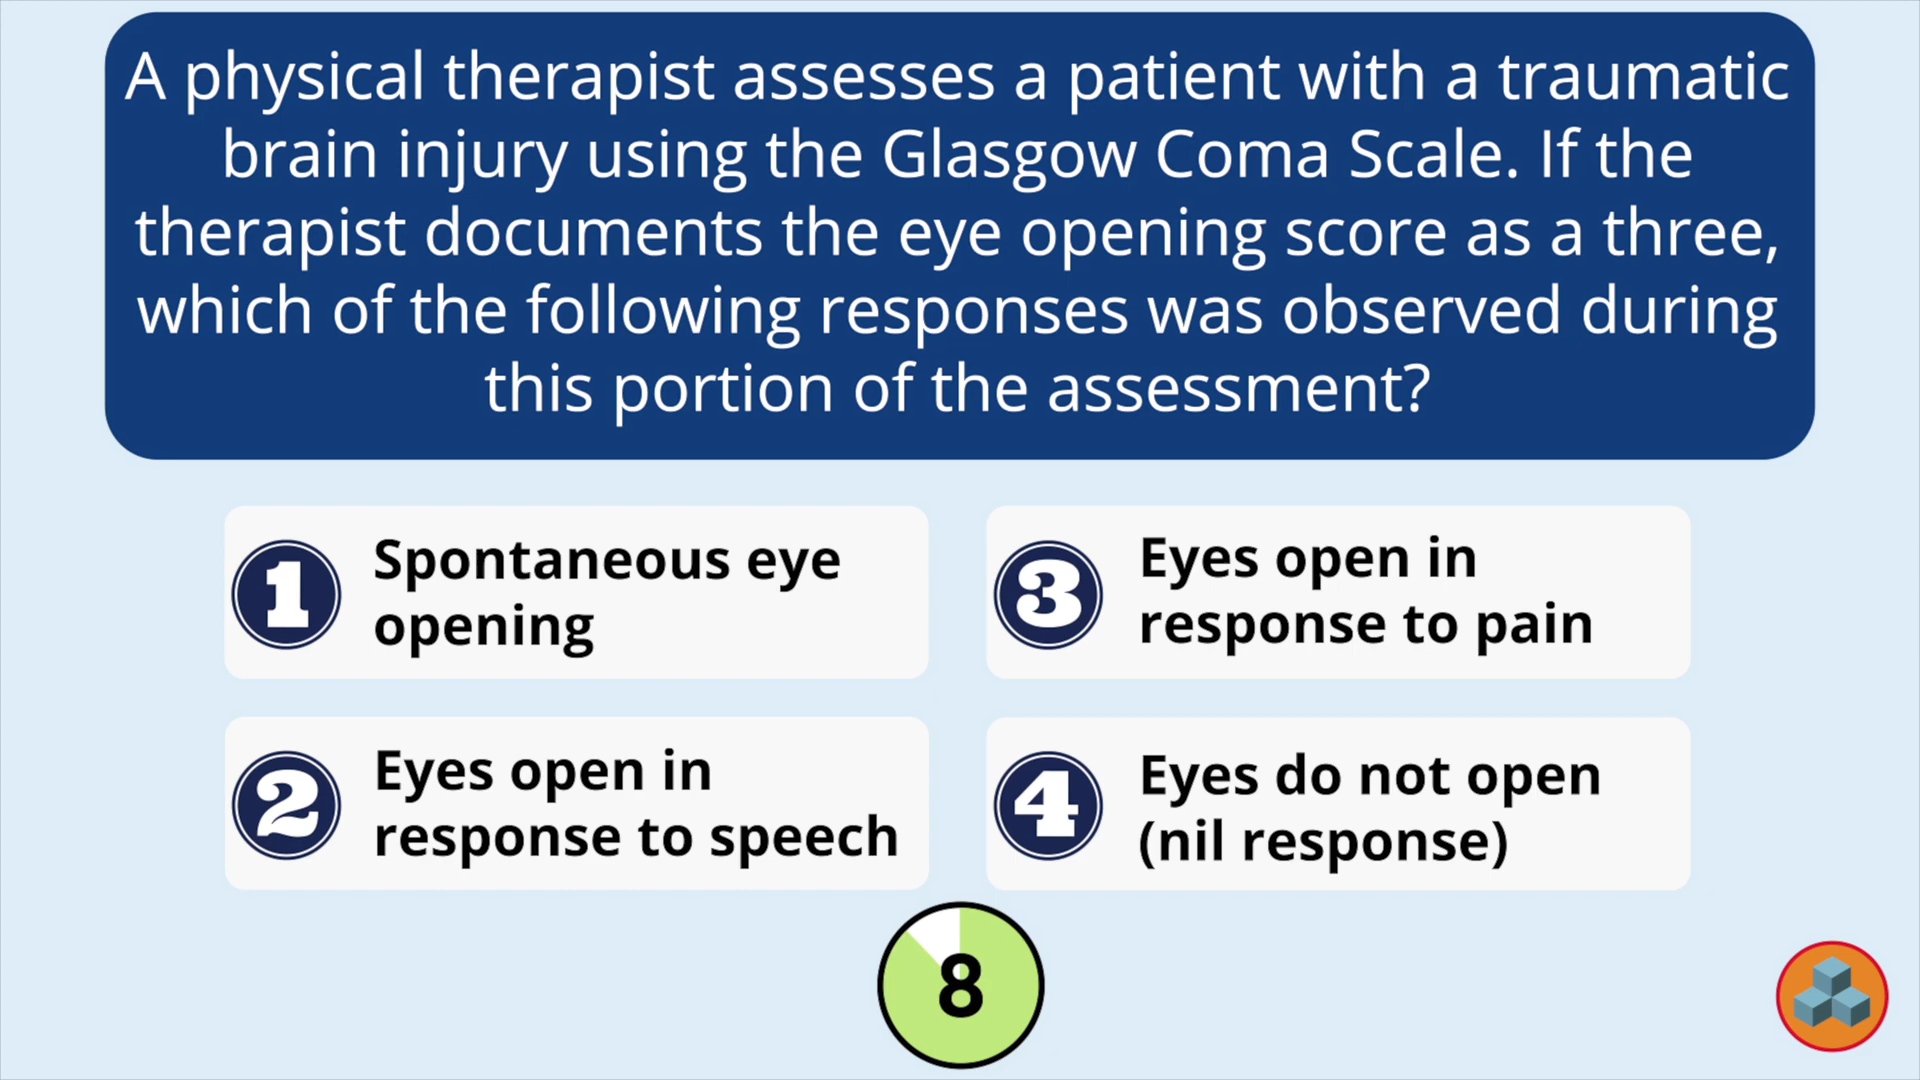 A physical therapist assesses a patient with a traumatic
brain injury using the Glasgow Coma Scale. If the
therapist documents the eye opening score as a three,
which of the following responses was observed during
this portion of the assessment?
1 Spontaneous eye
opening
2 Eyes open in
response to speech
3 Eyes open in
response to pain
4 Eyes do not open
(nil response)
8